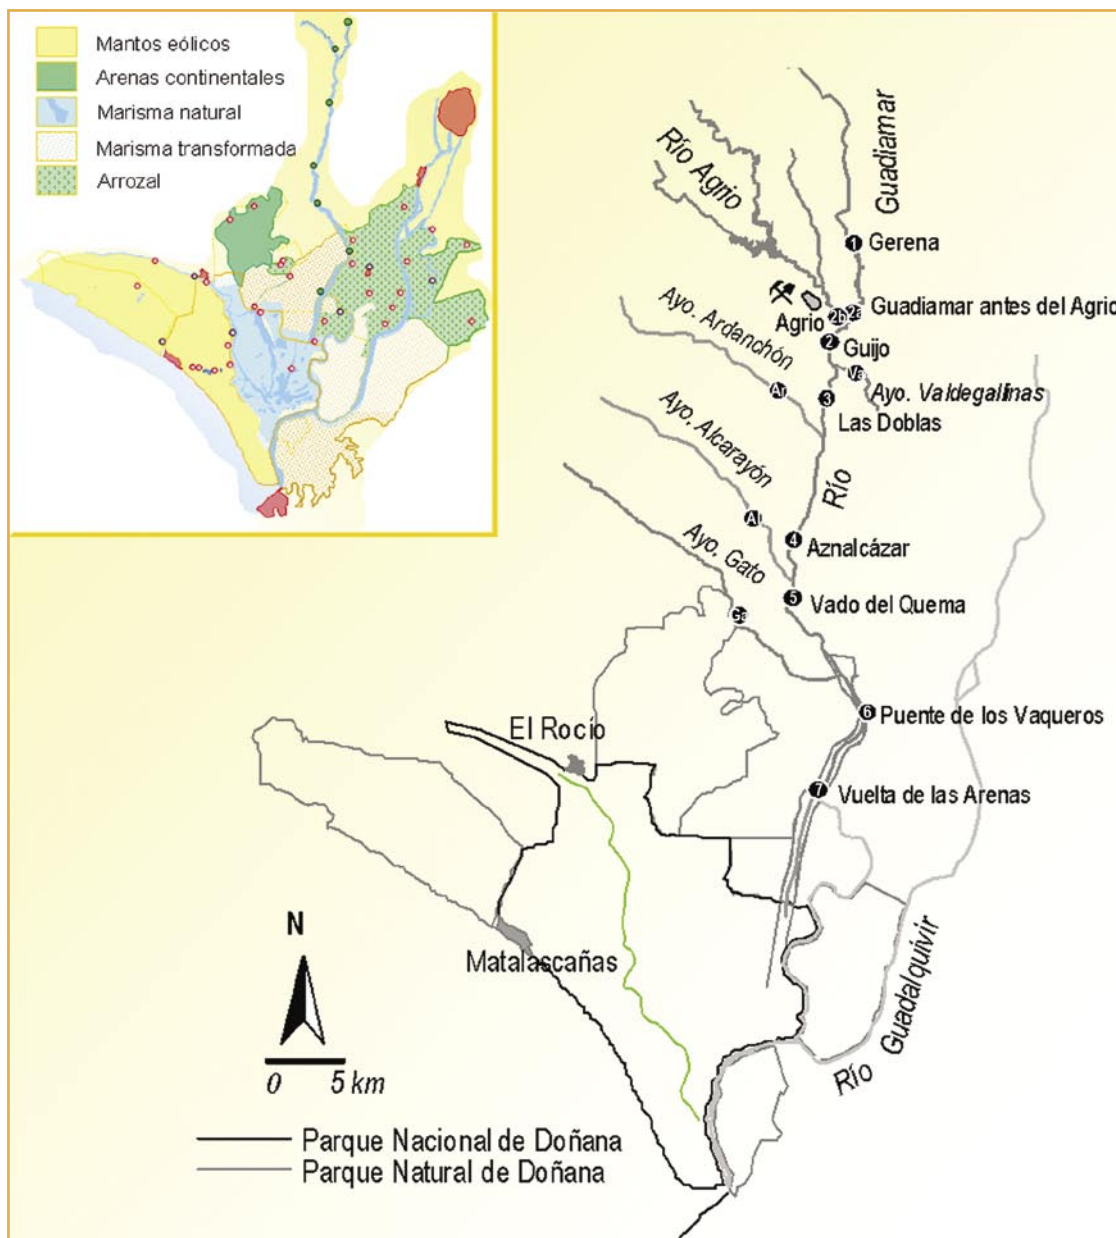 Mantos eólicos
Arenas continentales
Marisma natural
Marisma transformada
Arrozal
Río Agrio
Guadiamar
1 Gerena
Agrio 2b 2a Guadiamar antes del Agrio
2 Guijo
Ayo. Ardanchón
Va
Ayo. Valdegallinas
Ar
3
Las Doblas
Ayo. Alcarayón
Río
Al
4 Aznalcázar
Ayo. Gato
5 Vado del Quema
Ga
6 Puente de los Vaqueros
El Rocío
7 Vuelta de las Arenas
N
Matalascañas
Río Guadalquivir
0 5 km
Parque Nacional de Doñana
Parque Natural de Doñana